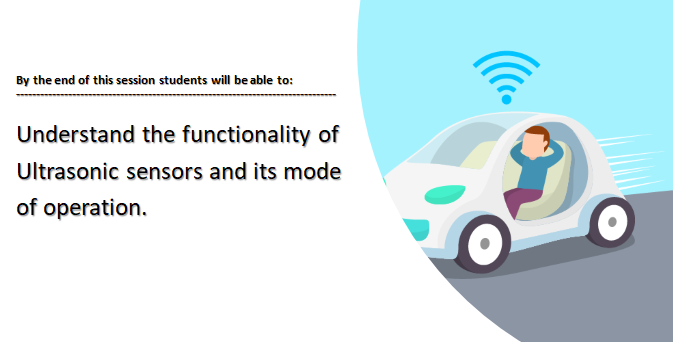 By the end of this session students will be able to:
Understand the functionality of
Ultrasonic sensors and its mode
of operation.